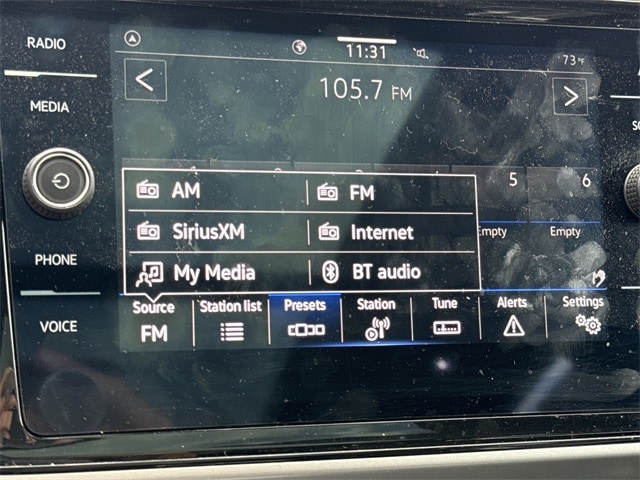 RADIO
11:31
73°F
MEDIA
105.7 FM
AM
FM
5
6
SiriusXM
Internet
Empty
Empty
PHONE
My Media
BT audio
Source
Station list
Presets
Station
Tune
Alerts
Settings
VOICE
FM